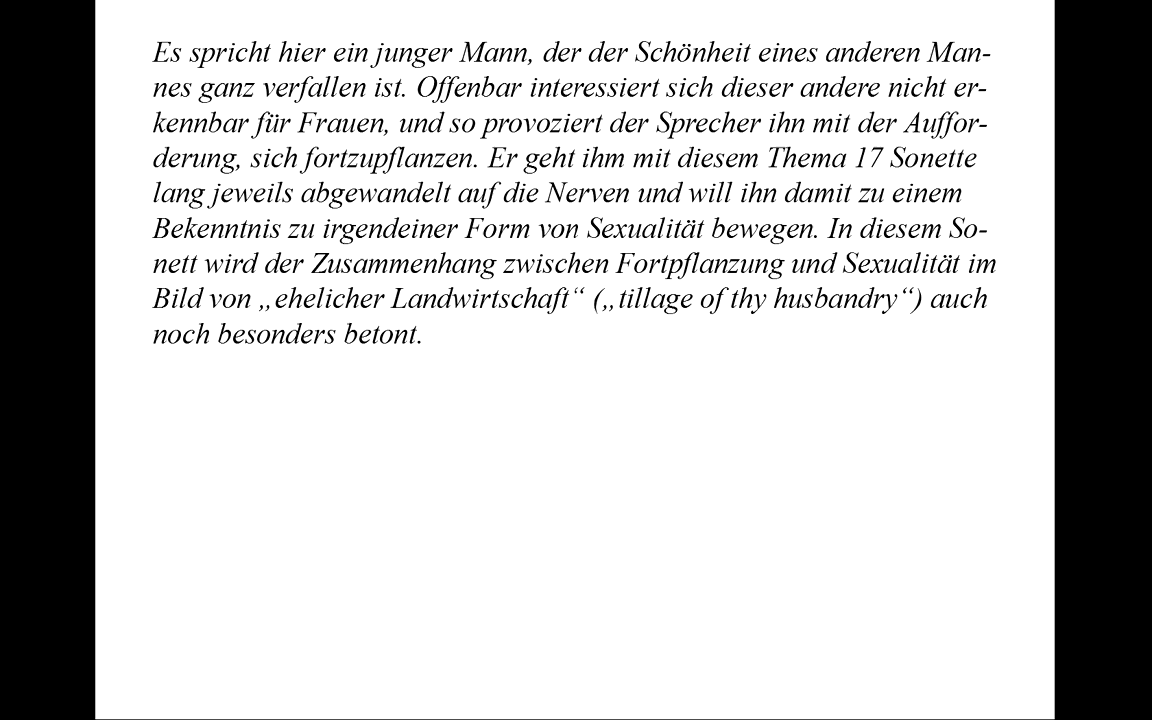 Es spricht hier ein junger Mann, der der Schönheit eines anderen Man-
nes ganz verfallen ist. Offenbar interessiert sich dieser andere nicht er-
kennbar für Frauen, und so provoziert der Sprecher ihn mit der Auffor-
derung, sich fortzupflanzen. Er geht ihm mit diesem Thema 17 Sonette
lang jeweils abgewandelt auf die Nerven und will ihn damit zu einem
Bekenntnis zu irgendeiner Form von Sexualität bewegen. In diesem So-
nett wird der Zusammenhang zwischen Fortpflanzung und Sexualität im
Bild von „ehelicher Landwirtschaft“ („tillage of thy husbandry“) auch
noch besonders betont.